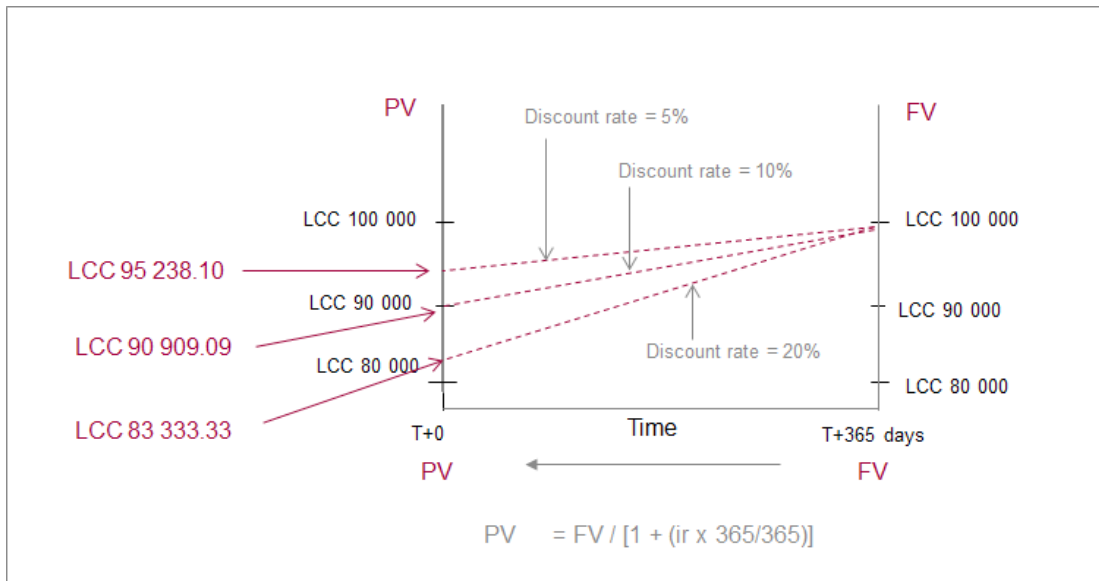 PV
FV
Discount rate = 5%
Discount rate = 10%
LCC 100 000
LCC 100 000
LCC 95 238.10
LCC 90 000
LCC 90 000
LCC 90 909.09
Discount rate = 20%
LCC 80 000
LCC 80 000
LCC 83 333.33
T+0
Time
T+365 days
PV
FV
PV = FV / [1 + (ir x 365/365)]